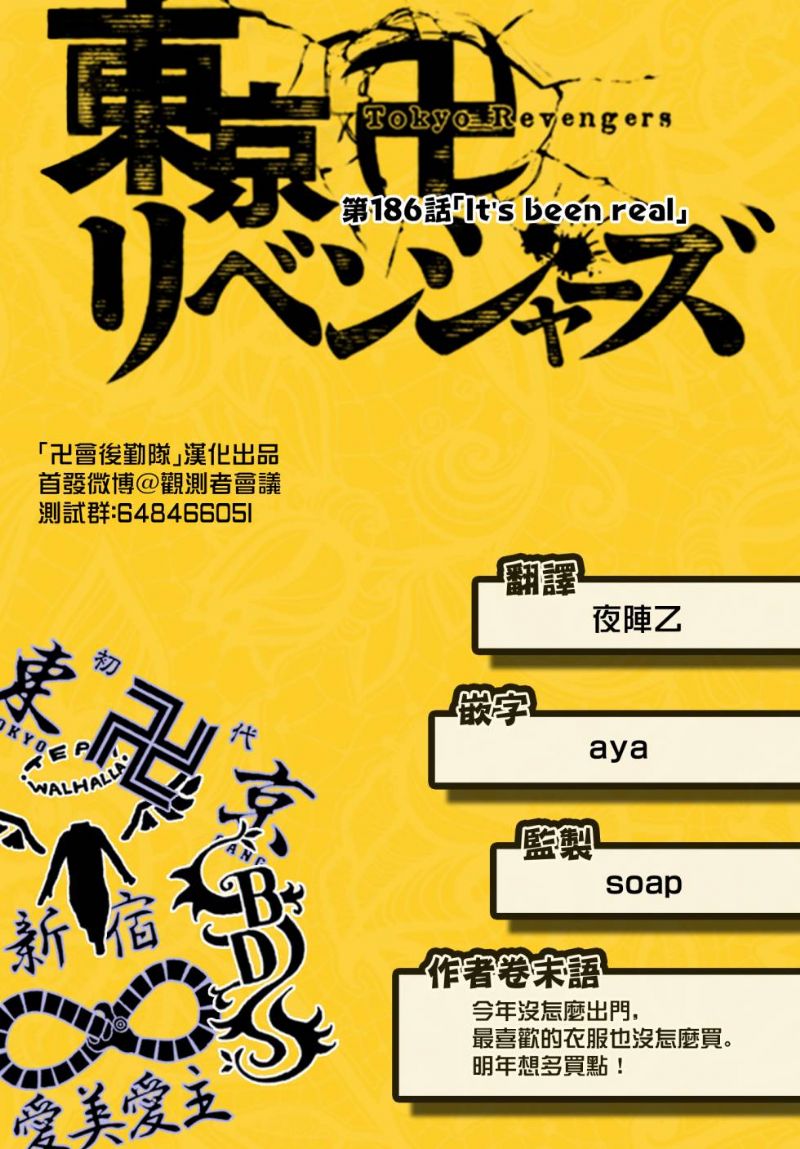 東京卍
Tokyo Revengers
第186話「It's been real」
リベンジャーズ
「卍會後勤隊」漢化出品
首發微博@觀測者會議
測試群:648466051
翻譯
夜陣乙
嵌字
aya
監製
soap
作者卷末語
今年沒怎麼出門,
最喜歡的衣服也沒怎麼買。
明年想多買點！
東
初
卍
代
京
TOKYO
WALHALLA
BD
新宿
愛美愛主